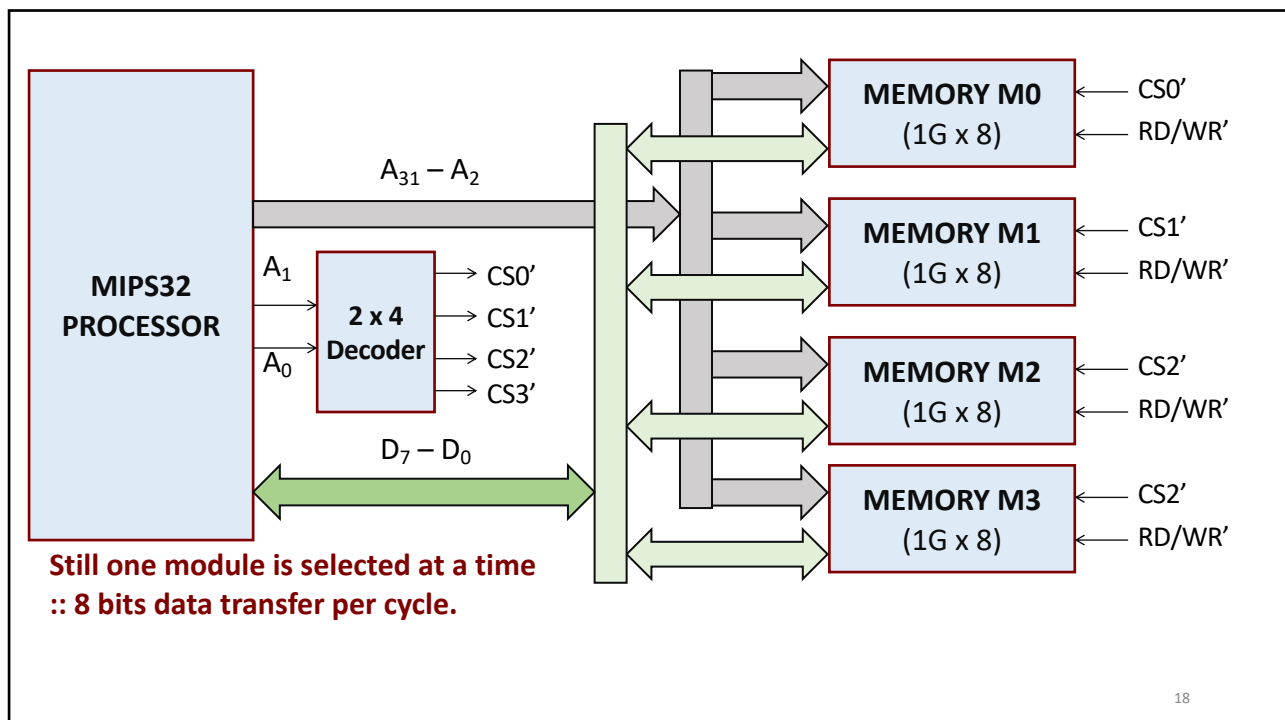 MIPS32
PROCESSOR
A₃₁ – A₂
A₁
A₀
2 x 4
Decoder
CS0’
CS1’
CS2’
CS3’
D₇ – D₀
MEMORY M0
(1G x 8)
CS0’
RD/WR’
MEMORY M1
(1G x 8)
CS1’
RD/WR’
MEMORY M2
(1G x 8)
CS2’
RD/WR’
MEMORY M3
(1G x 8)
CS2’
RD/WR’
Still one module is selected at a time
:: 8 bits data transfer per cycle.
18